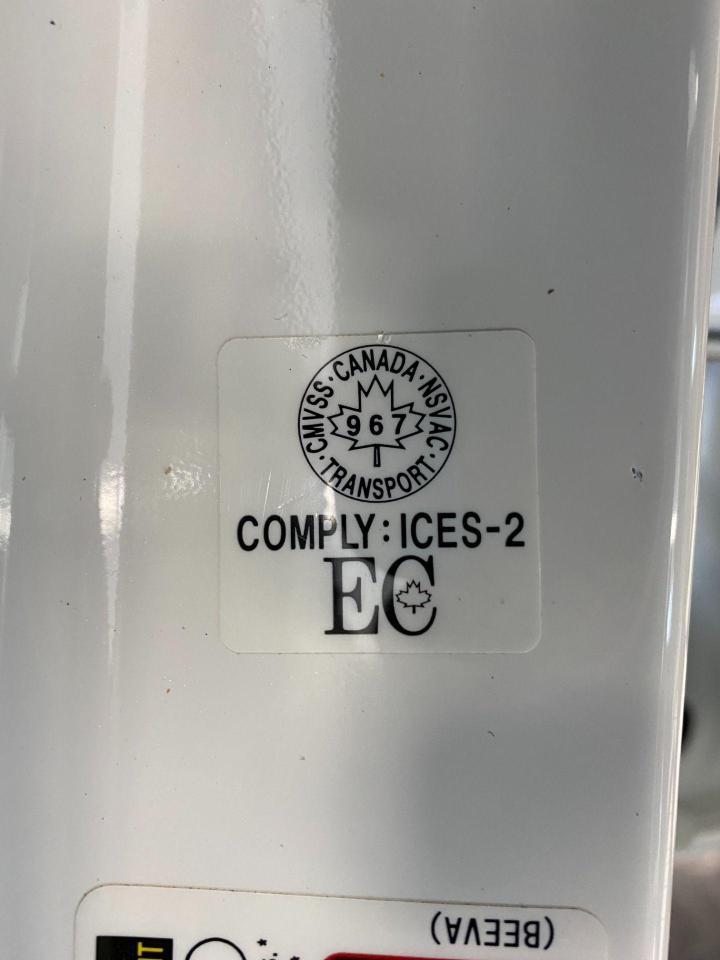 CMVSS · CANADA · NSVAC · TRANSPORT ·
967
COMPLY: ICES-2
EC
(BEEVA)